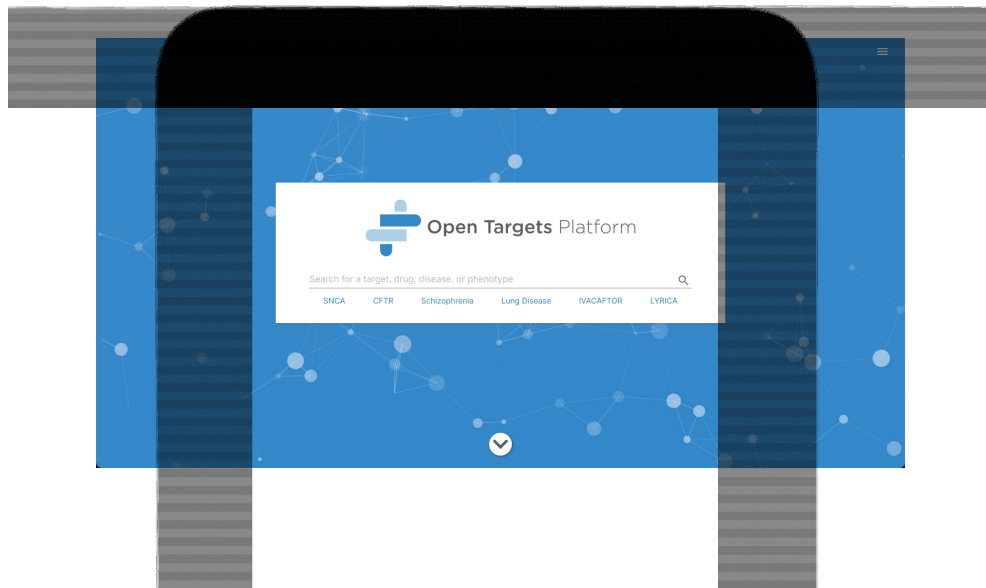 Open Targets Platform
Search for a target, drug, disease, or phenotype
SNCA CFTR Schizophrenia Lung Disease IVACAFTOR LYRICA